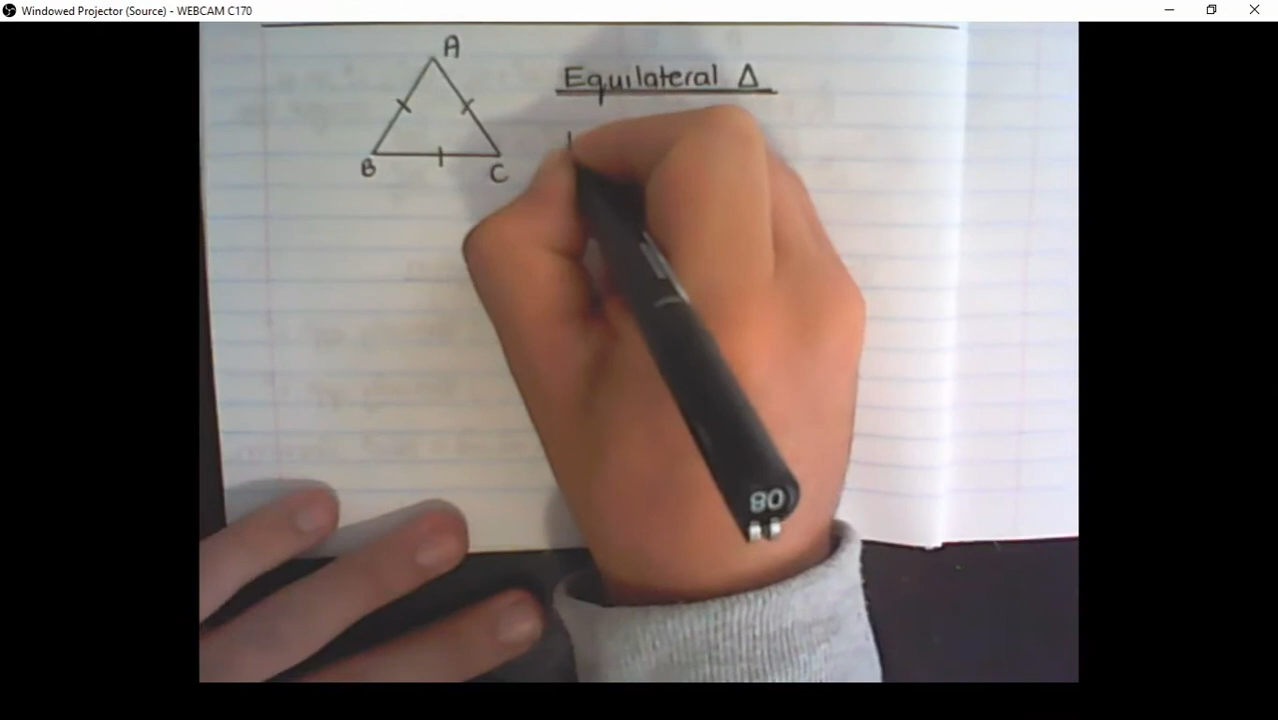 Windowed Projector (Source) - WEBCAM C170
A
Equilateral Δ
B
C
80